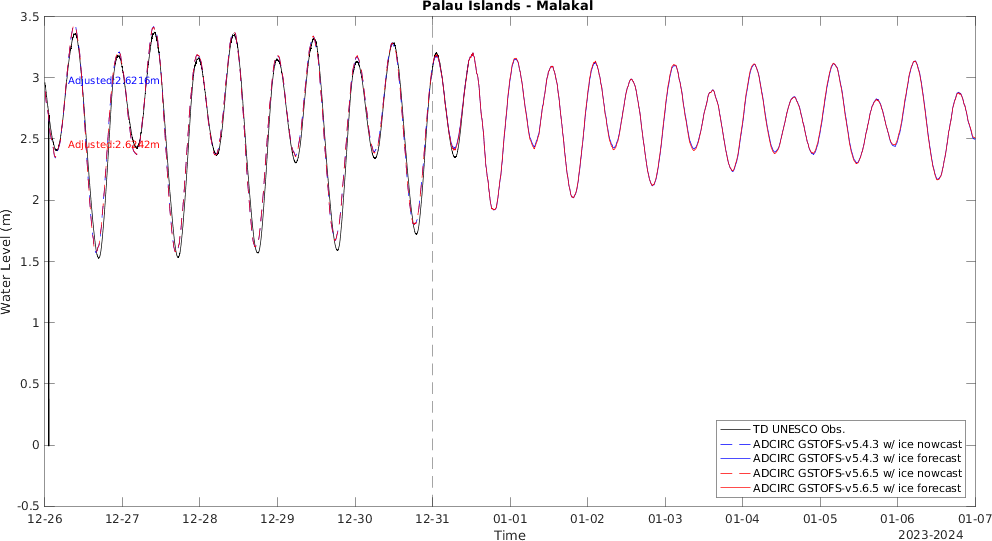 Palau Islands - Malakal
3.5
3
2.5
2
1.5
1
0.5
0
-0.5
Water Level (m)
Adjusted:2.6216m
Adjusted:2.6242m
TD UNESCO Obs.
ADCIRC GSTOFS-v5.4.3 w/ ice nowcast
ADCIRC GSTOFS-v5.4.3 w/ ice forecast
ADCIRC GSTOFS-v5.6.5 w/ ice nowcast
ADCIRC GSTOFS-v5.6.5 w/ ice forecast
12-26 12-27 12-28 12-29 12-30 12-31 01-01 01-02 01-03 01-04 01-05 01-06 01-07
Time
2023-2024